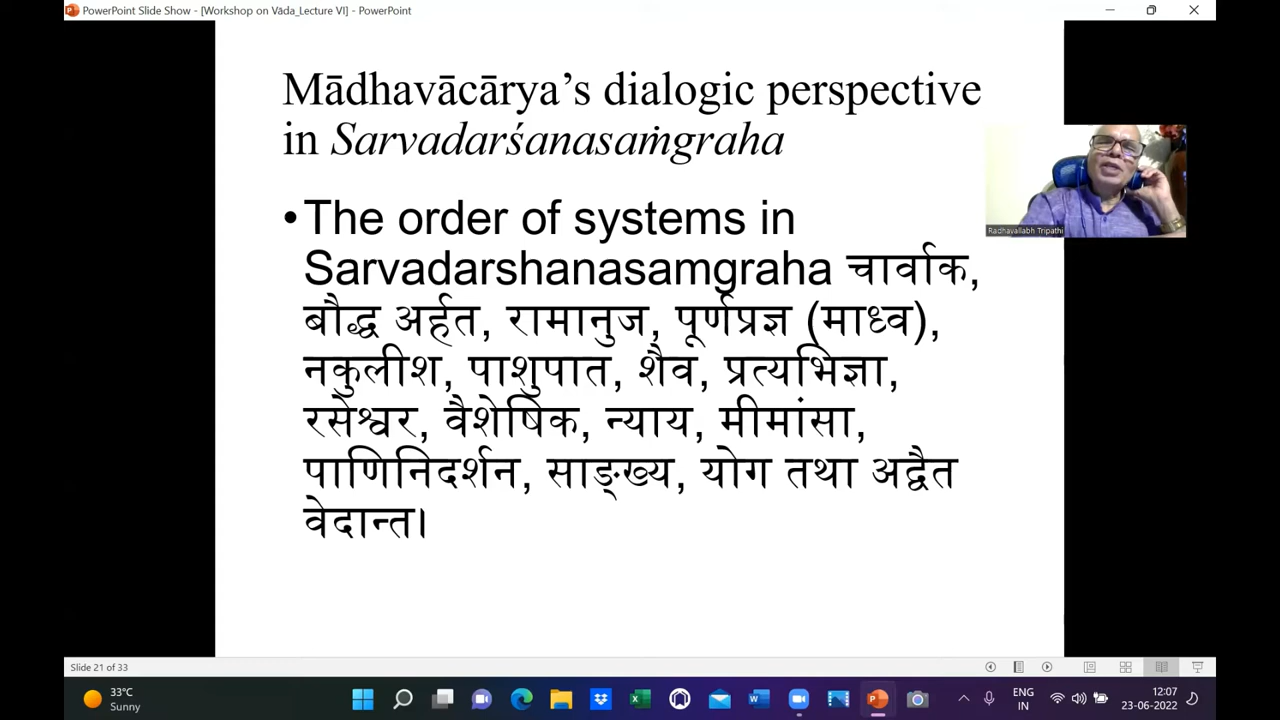 PowerPoint Slide Show - [Workshop on Vāda_Lecture VI] - PowerPoint
Mādhavācārya’s dialogic perspective
in Sarvadarśanasaṁgraha
Radhavallabh Tripathi
•The order of systems in
Sarvadarshanasamgraha चार्वाक,
बौद्ध अर्हत, रामानुज, पूर्णप्रज्ञ (माध्व),
नकुलीश, पाशुपात, शैव, प्रत्यभिज्ञा,
रसेश्वर, वैशेषिक, न्याय, मीमांसा,
पाणिनिदर्शन, साङ्ख्य, योग तथा अद्वैत
वेदान्त।
Slide 21 of 33
33°C
Sunny
ENG
IN
12:07
23-06-2022